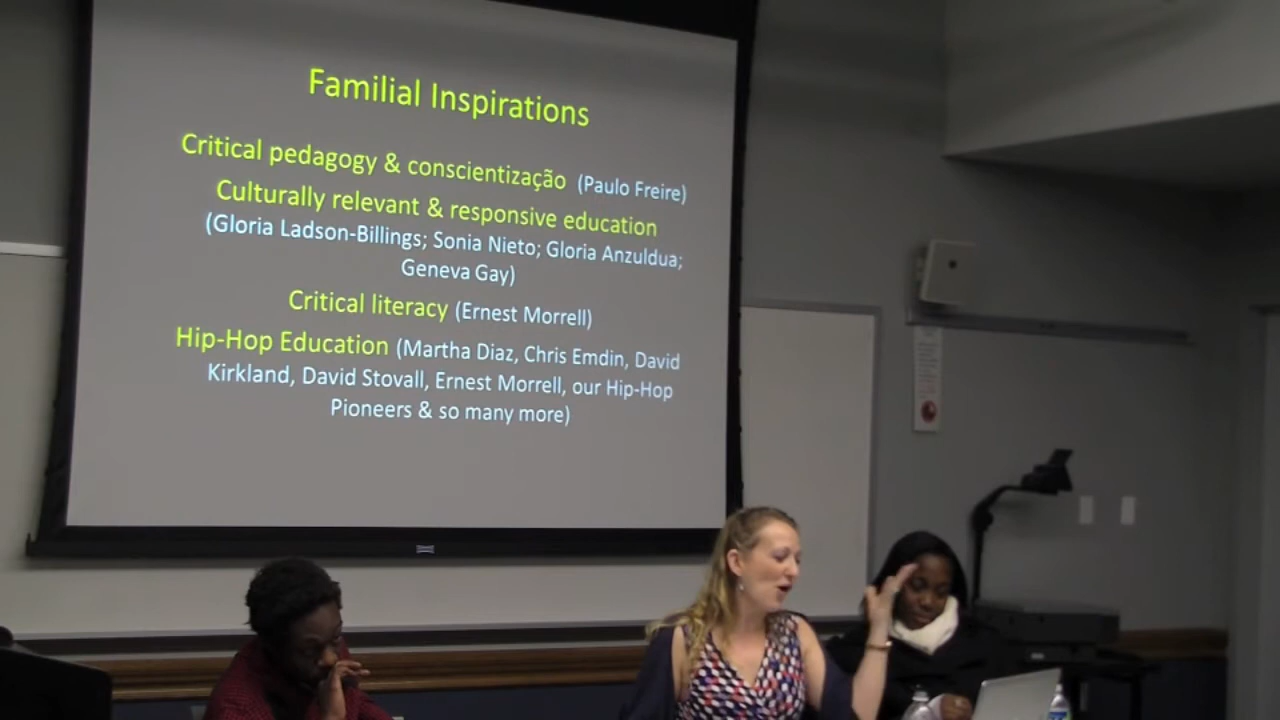 Familial Inspirations
Critical pedagogy & conscientização (Paulo Freire)
Culturally relevant & responsive education
(Gloria Ladson-Billings; Sonia Nieto; Gloria Anzuldua;
Geneva Gay)
Critical literacy (Ernest Morrell)
Hip-Hop Education (Martha Diaz, Chris Emdin, David
Kirkland, David Stovall, Ernest Morrell, our Hip-Hop
Pioneers & so many more)